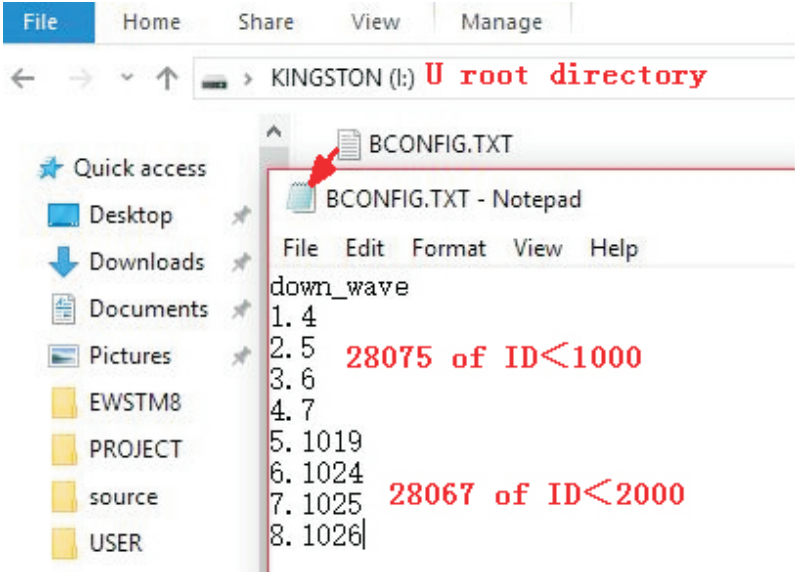 File Home Share View Manage
KINGSTON (I:) U root directory
Quick access
Desktop
Downloads
Documents
Pictures
EWSTM8
PROJECT
source
USER
BCONFIG.TXT
BCONFIG.TXT - Notepad
File Edit Format View Help
down_wave
1. 4
2. 5
3. 6
4. 7
5. 1019
6. 1024
7. 1025
8. 1026
28075 of ID<1000
28067 of ID<2000